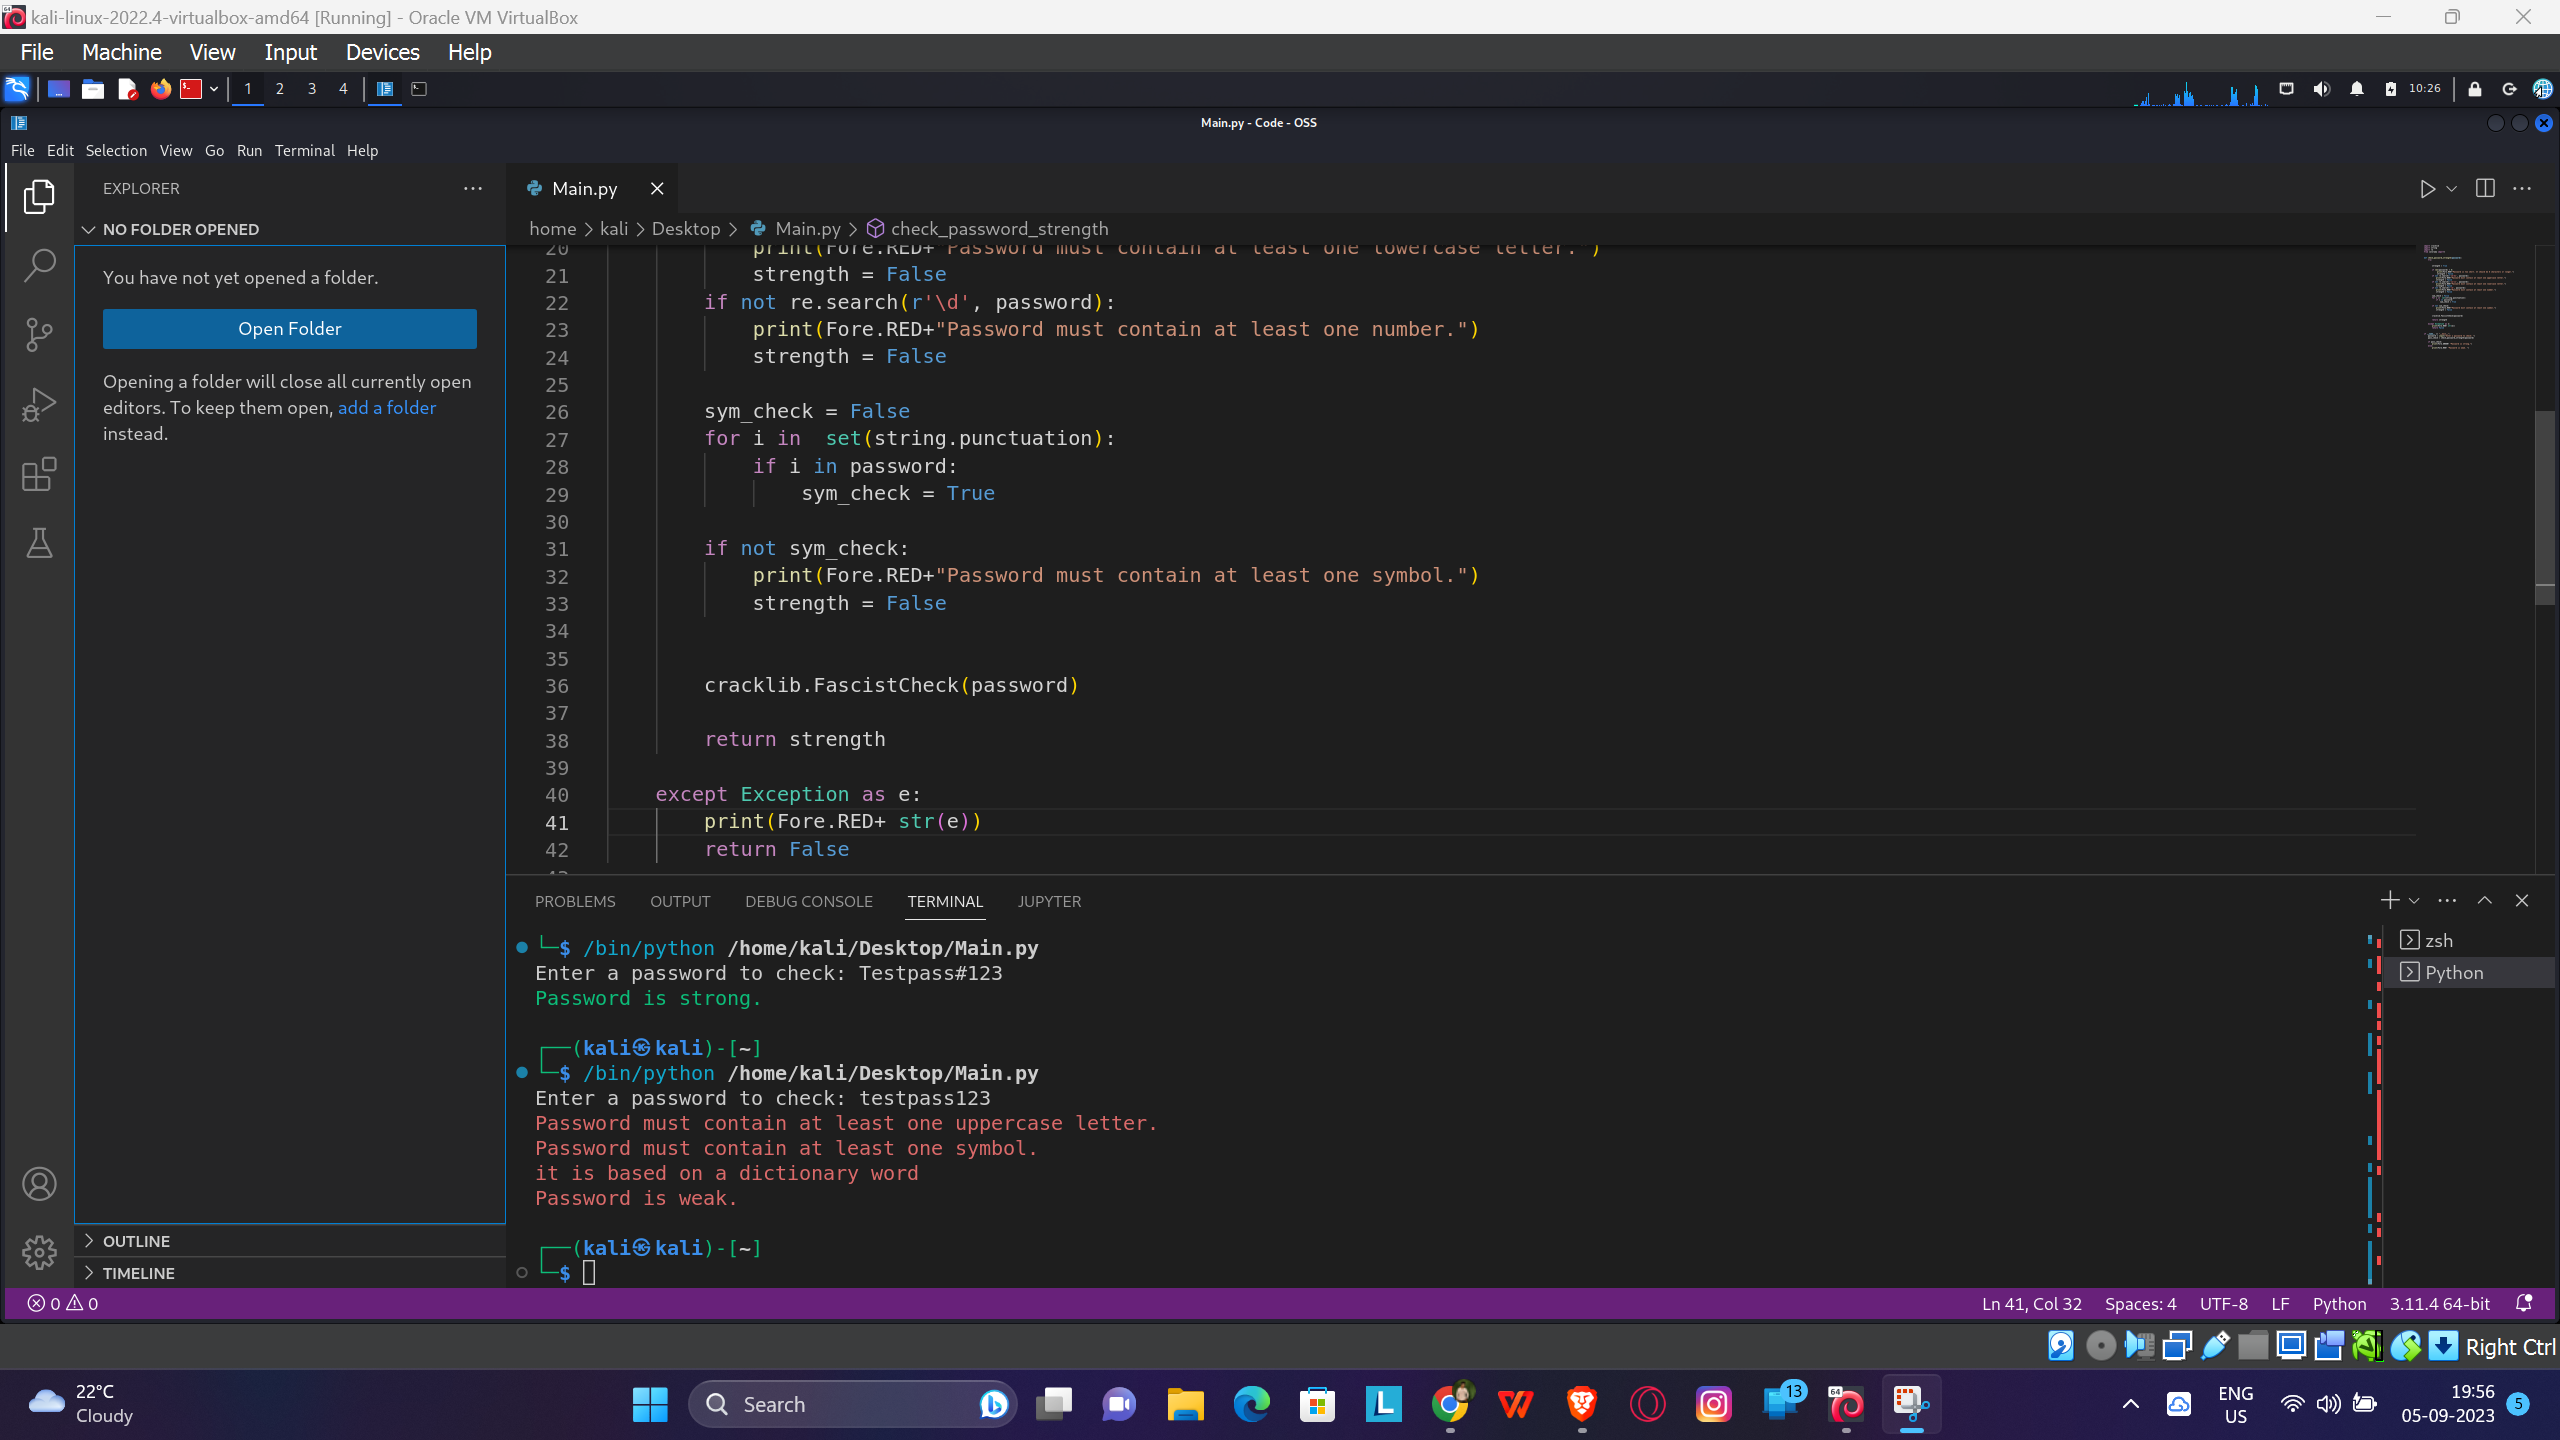 kali-linux-2022.4-virtualbox-amd64 [Running] - Oracle VM VirtualBox
File Machine View Input Devices Help
1 2 3 4
10:26
Main.py - Code - OSS
File Edit Selection View Go Run Terminal Help
EXPLORER
Main.py
NO FOLDER OPENED
home > kali > Desktop > Main.py > check_password_strength
You have not yet opened a folder.
Open Folder
Opening a folder will close all currently open
editors. To keep them open, add a folder
instead.
20 print(Fore.RED+"Password must contain at least one lowercase letter.")
21 strength = False
22 if not re.search(r'\d', password):
23 print(Fore.RED+"Password must contain at least one number.")
24 strength = False
25
26 sym_check = False
27 for i in  set(string.punctuation):
28 if i in password:
29 sym_check = True
30
31 if not sym_check:
32 print(Fore.RED+"Password must contain at least one symbol.")
33 strength = False
34
35
36 cracklib.FascistCheck(password)
37
38 return strength
39
40 except Exception as e:
41 print(Fore.RED+ str(e))
42 return False
PROBLEMS OUTPUT DEBUG CONSOLE TERMINAL JUPYTER
└─$ /bin/python /home/kali/Desktop/Main.py
Enter a password to check: Testpass#123
Password is strong.
┌──(kali㉿kali)-[~]
└─$ /bin/python /home/kali/Desktop/Main.py
Enter a password to check: testpass123
Password must contain at least one uppercase letter.
Password must contain at least one symbol.
it is based on a dictionary word
Password is weak.
┌──(kali㉿kali)-[~]
└─$
zsh
Python
OUTLINE
TIMELINE
0 0
Ln 41, Col 32 Spaces: 4 UTF-8 LF Python 3.11.4 64-bit
Right Ctrl
22°C
Cloudy
Search
13
64
ENG
US
19:56
05-09-2023
5